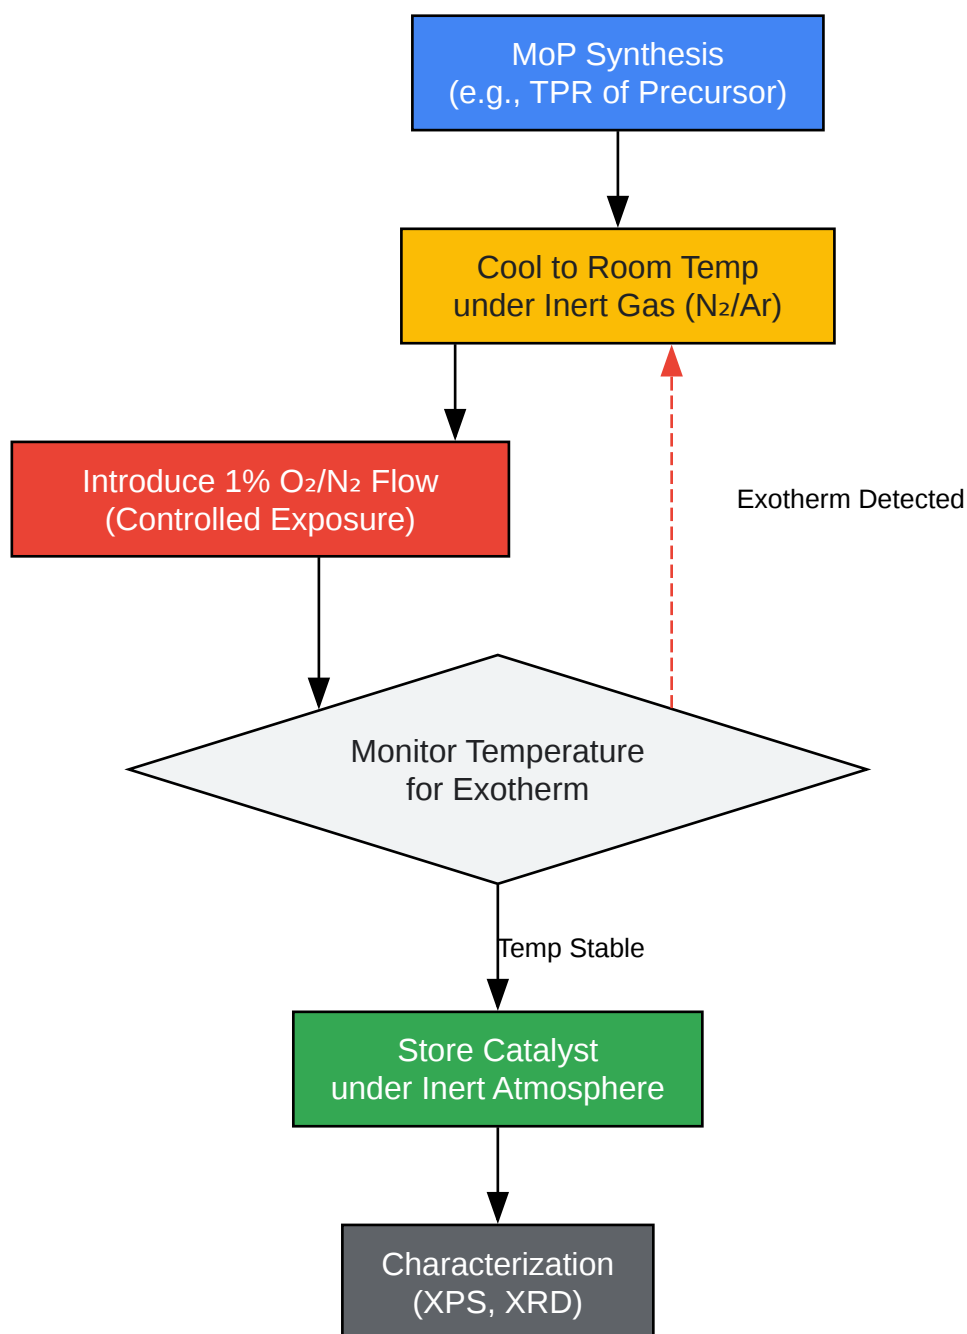 MoP Synthesis
(e.g., TPR of Precursor)
Cool to Room Temp
under Inert Gas (N₂/Ar)
Introduce 1% O₂/N₂ Flow
(Controlled Exposure)
Exotherm Detected
Monitor Temperature
for Exotherm
Temp Stable
Store Catalyst
under Inert Atmosphere
Characterization
(XPS, XRD)